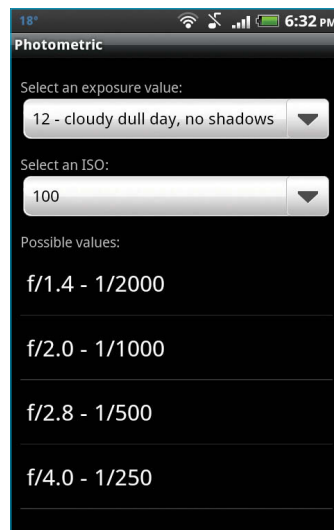 18°
6:32 PM
Photometric
Select an exposure value:
12 - cloudy dull day, no shadows
Select an ISO:
100
Possible values:
f/1.4 - 1/2000
f/2.0 - 1/1000
f/2.8 - 1/500
f/4.0 - 1/250